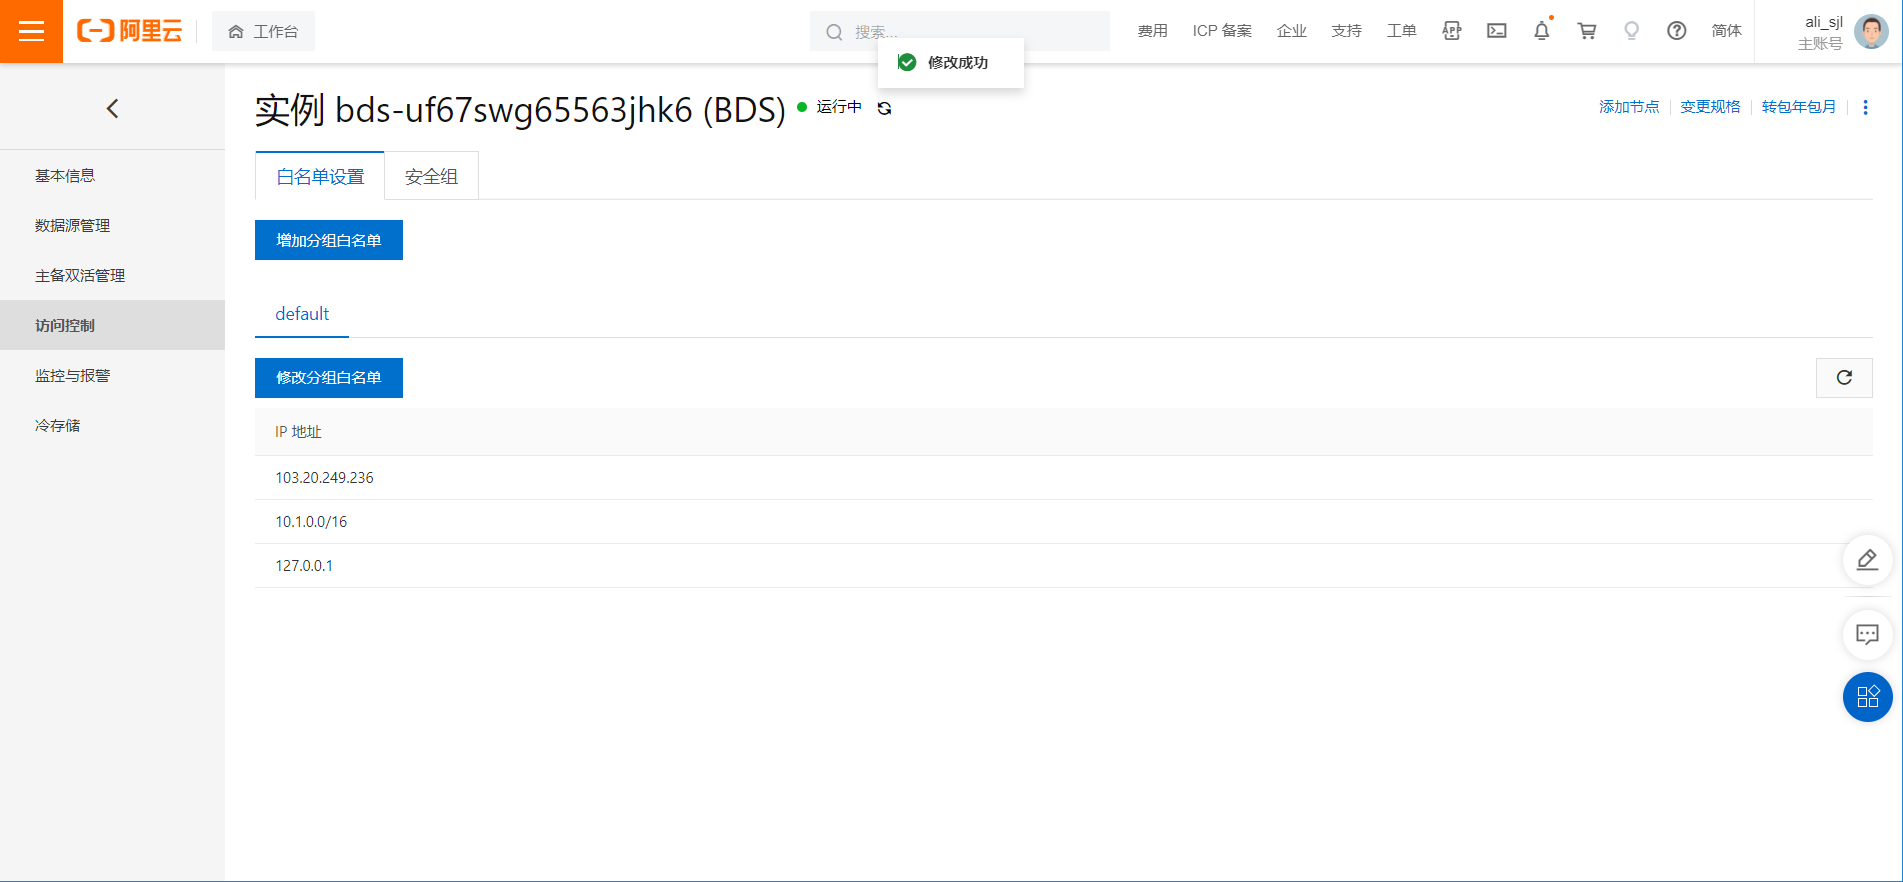 阿里云
工作台
搜索...
费用
ICP 备案
企业
支持
工单
APP
简体
ali_sjl
主账号
修改成功
实例 bds-uf67swg65563jhk6 (BDS)
运行中
添加节点
变更规格
转包年包月
基本信息
数据源管理
主备双活管理
访问控制
监控与报警
冷存储
白名单设置
安全组
增加分组白名单
default
修改分组白名单
IP 地址
103.20.249.236
10.1.0.0/16
127.0.0.1